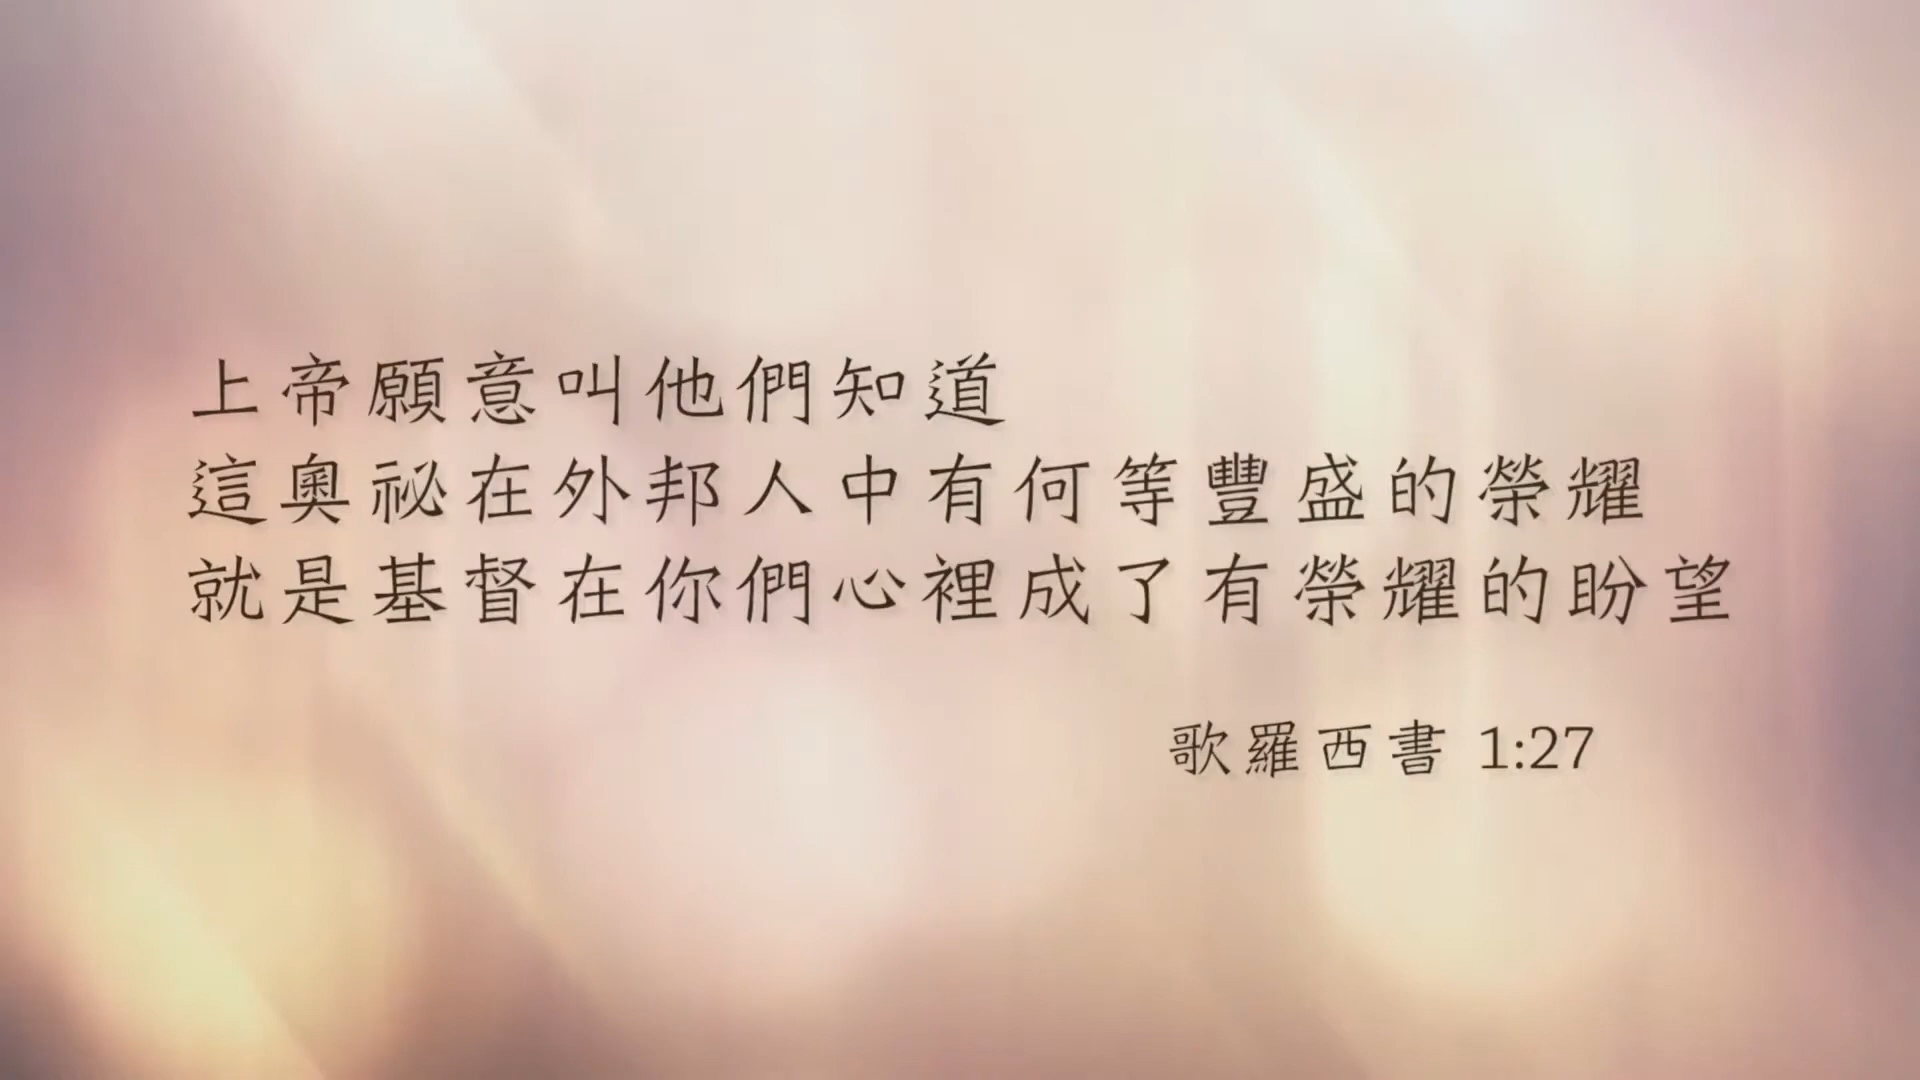 上帝願意叫他們知道
這奧祕在外邦人中有何等豐盛的榮耀
就是基督在你們心裡成了有榮耀的盼望
歌羅西書 1:27